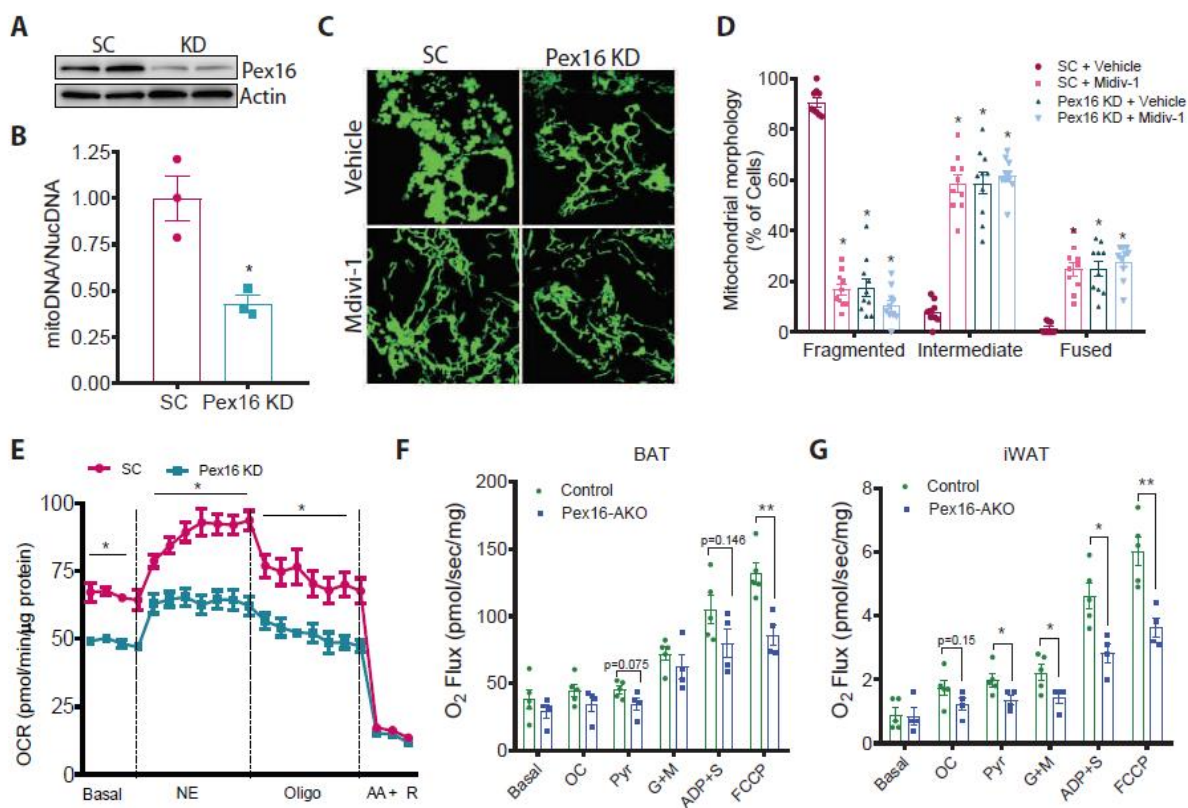 A
SC KD
Pex16
Actin
B
mitoDNA/NucDNA
1.25
1.00
0.75
0.50
0.25
0.00
*
SC Pex16 KD
C
SC Pex16 KD
Vehicle
Mdivi-1
D
Mitochondrial morphology
(% of Cells)
100
80
60
40
20
0
SC + Vehicle
SC + Midiv-1
Pex16 KD + Vehicle
Pex16 KD + Midiv-1
* * *
* * *
* * *
Fragmented Intermediate Fused
E
SC Pex16 KD
OCR (pmol/min/µg protein)
100
75
50
25
0
* * *
Basal NE Oligo AA + R
F
BAT
O2 Flux (pmol/sec/mg)
200
150
100
50
0
Control
Pex16-AKO
p=0.075
p=0.146
**
Basal OC Pyr G+M ADP+S FCCP
G
iWAT
O2 Flux (pmol/sec/mg)
8
6
4
2
0
Control
Pex16-AKO
p=0.15
*
*
*
**
Basal OC Pyr G+M ADP+S FCCP